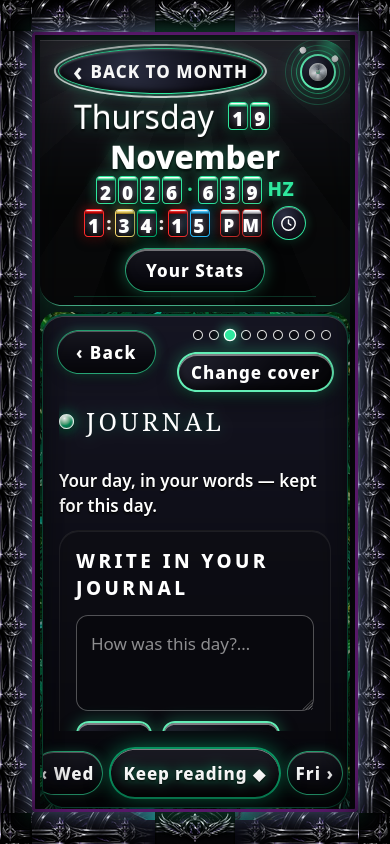 ‹ BACK TO MONTH
Thursday 19
November
2026 · 639 HZ
1:34:15 PM
Your Stats
‹ Back
Change cover
JOURNAL
Your day, in your words — kept
for this day.
WRITE IN YOUR
JOURNAL
How was this day?...
‹ Wed
Keep reading ◆
Fri ›